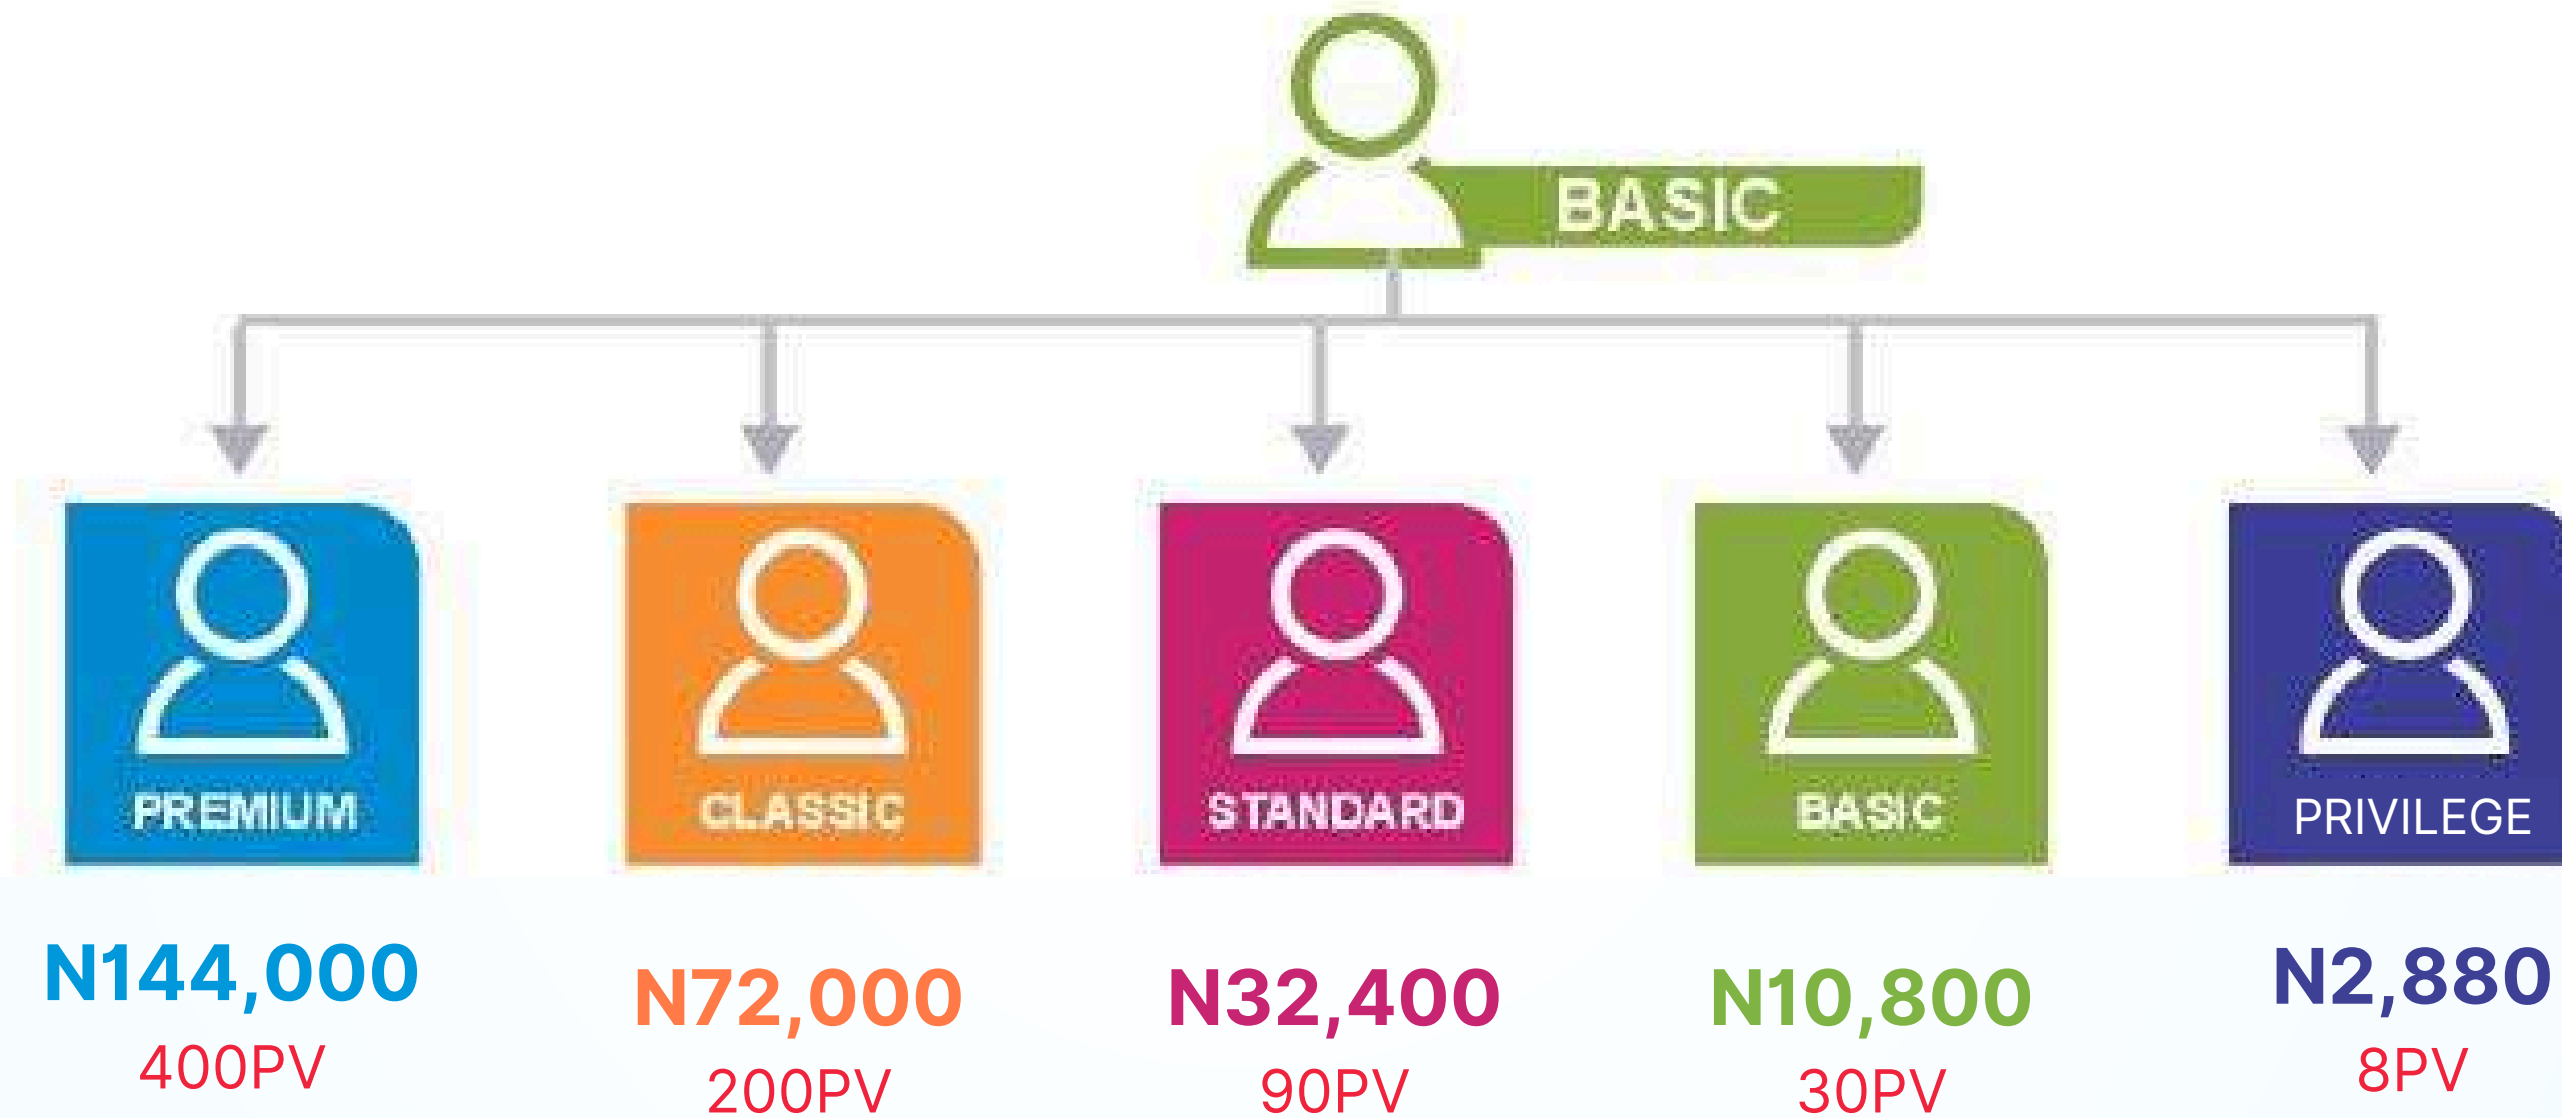 BASIC
PREMIUM
CLASSIC
STANDARD
BASIC
PRIVILEGE
N144,000
N72,000
N32,400
N10,800
N2,880
400PV
200PV
90PV
30PV
8PV